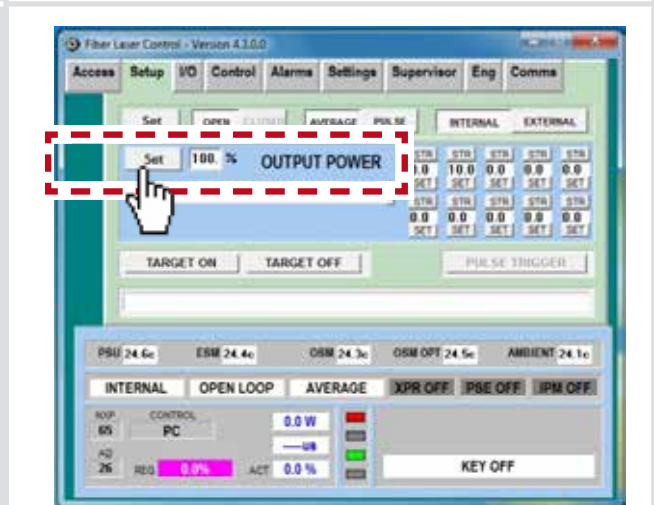 Fiber Laser Control - Version 4.3.0.0
Access Setup I/O Control Alarms Settings Supervisor Eng Comms
Set OPEN CLOSED AVERAGE PULSE INTERNAL EXTERNAL
Set 100. % OUTPUT POWER
STR STR STR STR STR
0.0 10.0 0.0 0.0 0.0
SET SET SET SET SET
STR STR STR STR STR
0.0 0.0 0.0 0.0 0.0
SET SET SET SET SET
TARGET ON TARGET OFF PULSE TRIGGER
PSU 24.6c ESM 24.4c OSM 24.3c OSM OPT 24.5c AMBIENT 24.1c
INTERNAL OPEN LOOP AVERAGE XPR OFF PSE OFF IPM OFF
65 CONTROL 0.0 W
PC
AD
26 REQ 0.0% ACT 0.0 % KEY OFF